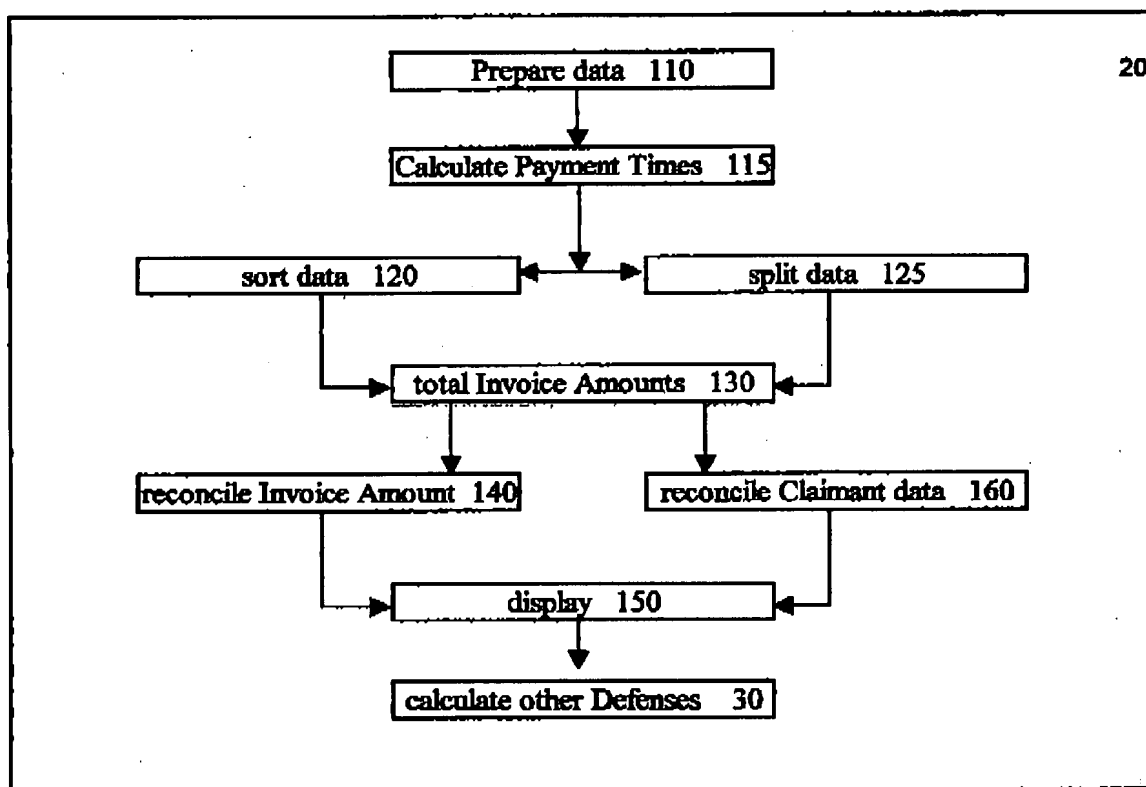 20
Prepare data 110
Calculate Payment Times 115
sort data 120
split data 125
total Invoice Amounts 130
reconcile Invoice Amount 140
reconcile Claimant data 160
display 150
calculate other Defenses 30